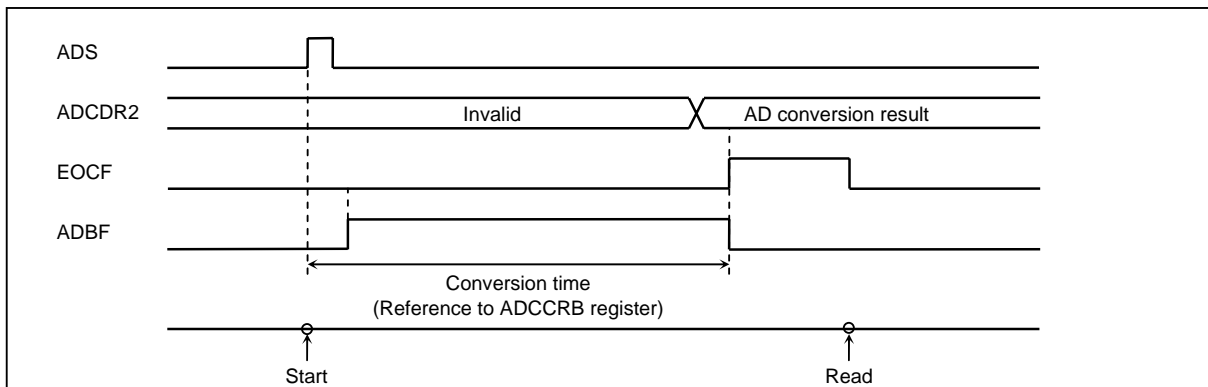 ADS
ADCDR2
Invalid
AD conversion result
EOCF
ADBF
Conversion time
(Reference to ADCCRB register)
Start
Read